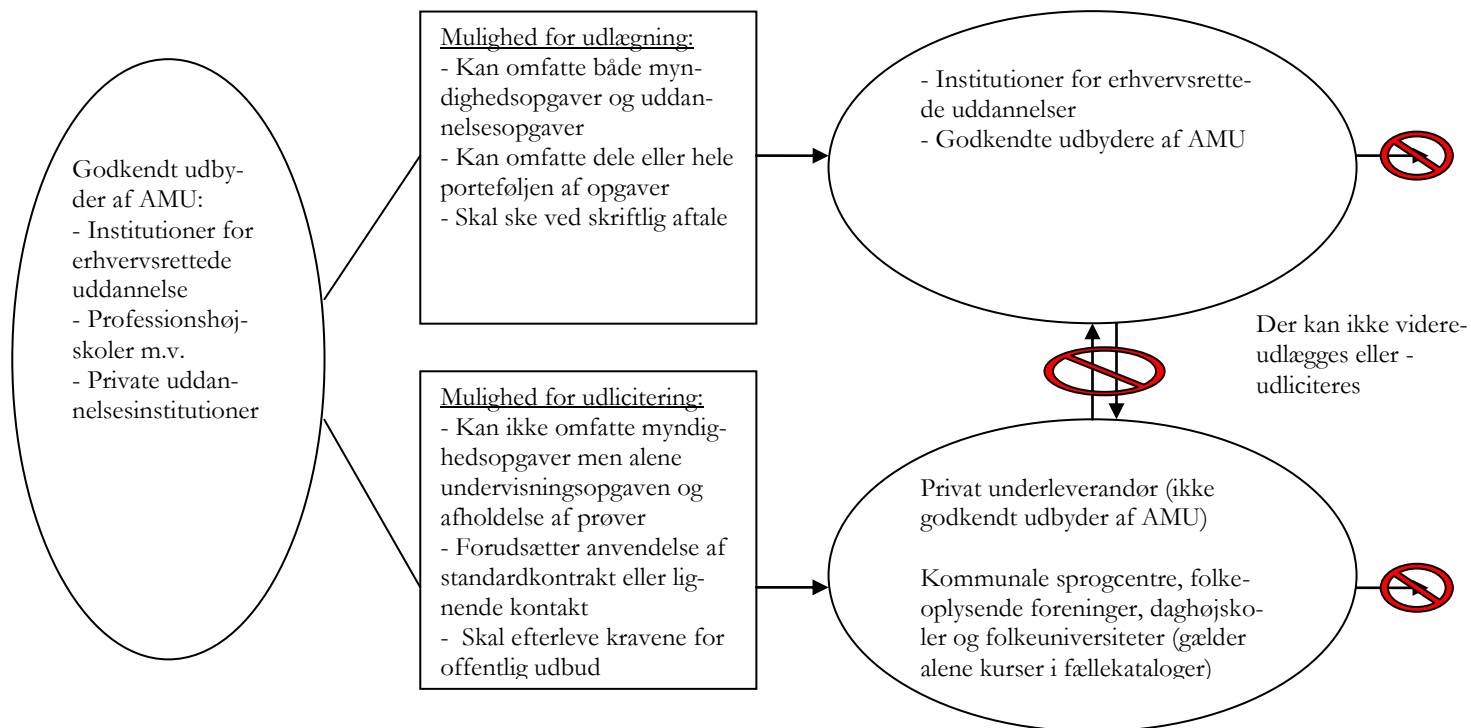 Godkendt udby-
der af AMU:
- Institutioner for
erhvervsrettede
uddannelse
- Professionshøj-
skoler m.v.
- Private uddan-
nelsesinstitutioner
Mulighed for udlægning:
- Kan omfatte både myn-
dighedsopgaver og uddan-
nelsesopgaver
- Kan omfatte dele eller hele
porteføljen af opgaver
- Skal ske ved skriftlig aftale
Mulighed for udlicitering:
- Kan ikke omfatte myndig-
hedsopgaver men alene
undervisningsopgaven og
afholdelse af prøver
- Forudsætter anvendelse af
standardkontrakt eller lig-
nende kontakt
- Skal efterleve kravene for
offentlig udbud
- Institutioner for erhvervsrette-
de uddannelser
- Godkendte udbydere af AMU
Der kan ikke videre-
udlægges eller -
udliciteres
Privat underleverandør (ikke
godkendt udbyder af AMU)
Kommunale sprogcentre, folke-
oplysende foreninger, daghøjsko-
ler og folkeuniversiteter (gælder
alene kurser i fællekataloger)